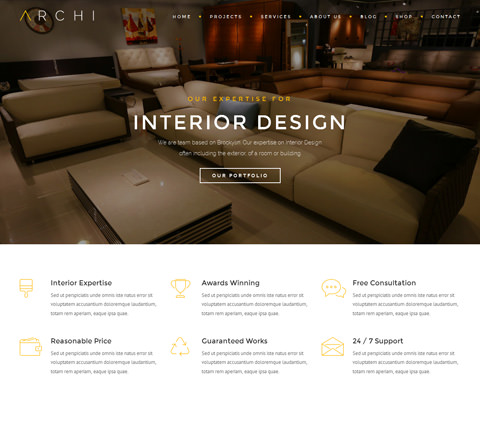 ARCHI
HOME • PROJECTS • SERVICES • ABOUT US • BLOG • SHOP • CONTACT
OUR EXPERTISE FOR
INTERIOR DESIGN
We are team based on Brooklyn. Our expertise on Interior Design
often including the exterior, of a room or building.
OUR PORTFOLIO
Interior Expertise
Sed ut perspiciatis unde omnis iste natus error sit
voluptatem accusantium doloremque laudantium,
totam rem aperiam, eaque ipsa quae.
Awards Winning
Sed ut perspiciatis unde omnis iste natus error sit
voluptatem accusantium doloremque laudantium,
totam rem aperiam, eaque ipsa quae.
Free Consultation
Sed ut perspiciatis unde omnis iste natus error sit
voluptatem accusantium doloremque laudantium,
totam rem aperiam, eaque ipsa quae.
Reasonable Price
Sed ut perspiciatis unde omnis iste natus error sit
voluptatem accusantium doloremque laudantium,
totam rem aperiam, eaque ipsa quae.
Guaranteed Works
Sed ut perspiciatis unde omnis iste natus error sit
voluptatem accusantium doloremque laudantium,
totam rem aperiam, eaque ipsa quae.
24 / 7 Support
Sed ut perspiciatis unde omnis iste natus error sit
voluptatem accusantium doloremque laudantium,
totam rem aperiam, eaque ipsa quae.